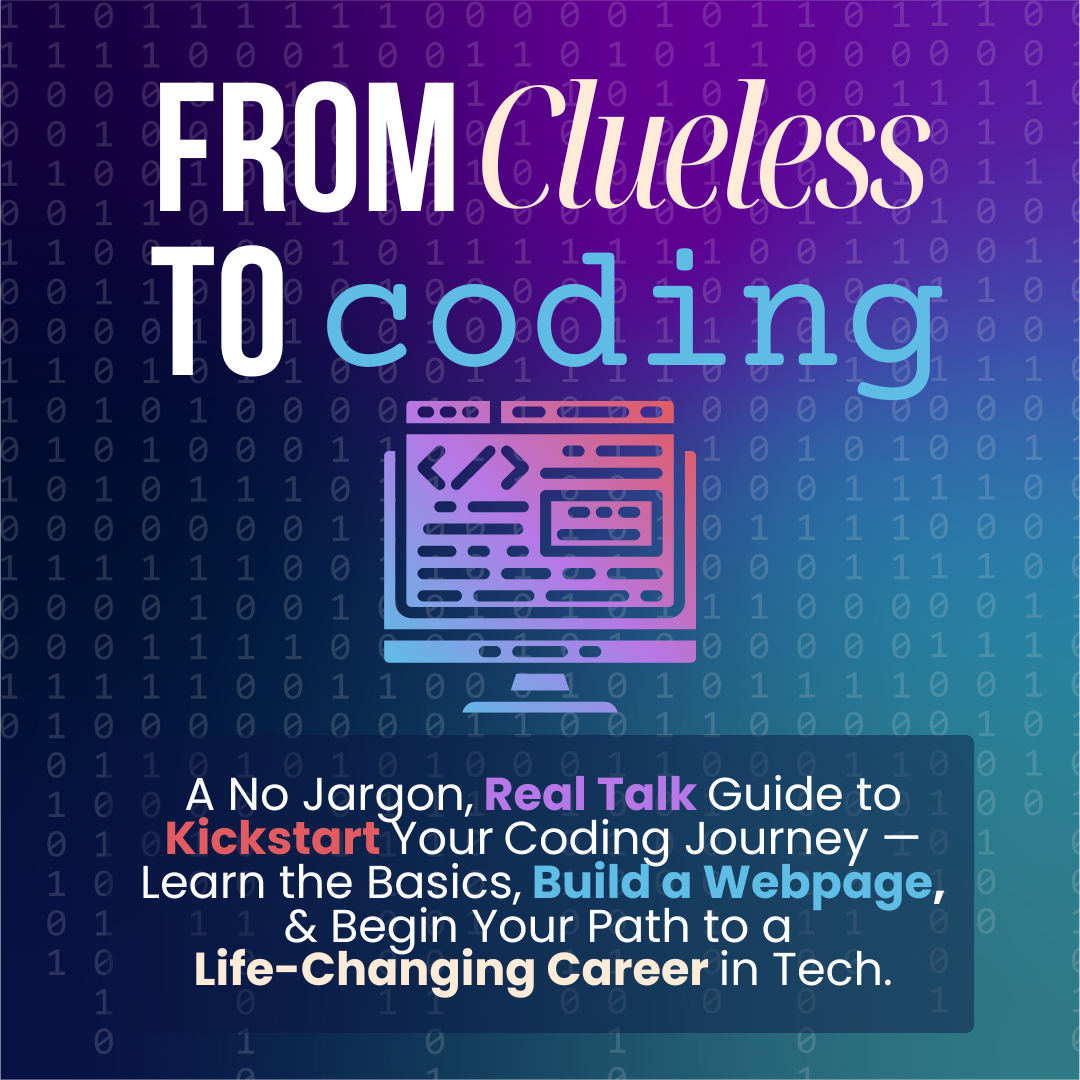 FROM Clueless
TO coding
A No Jargon, Real Talk Guide to
Kickstart Your Coding Journey —
Learn the Basics, Build a Webpage,
& Begin Your Path to a
Life-Changing Career in Tech.